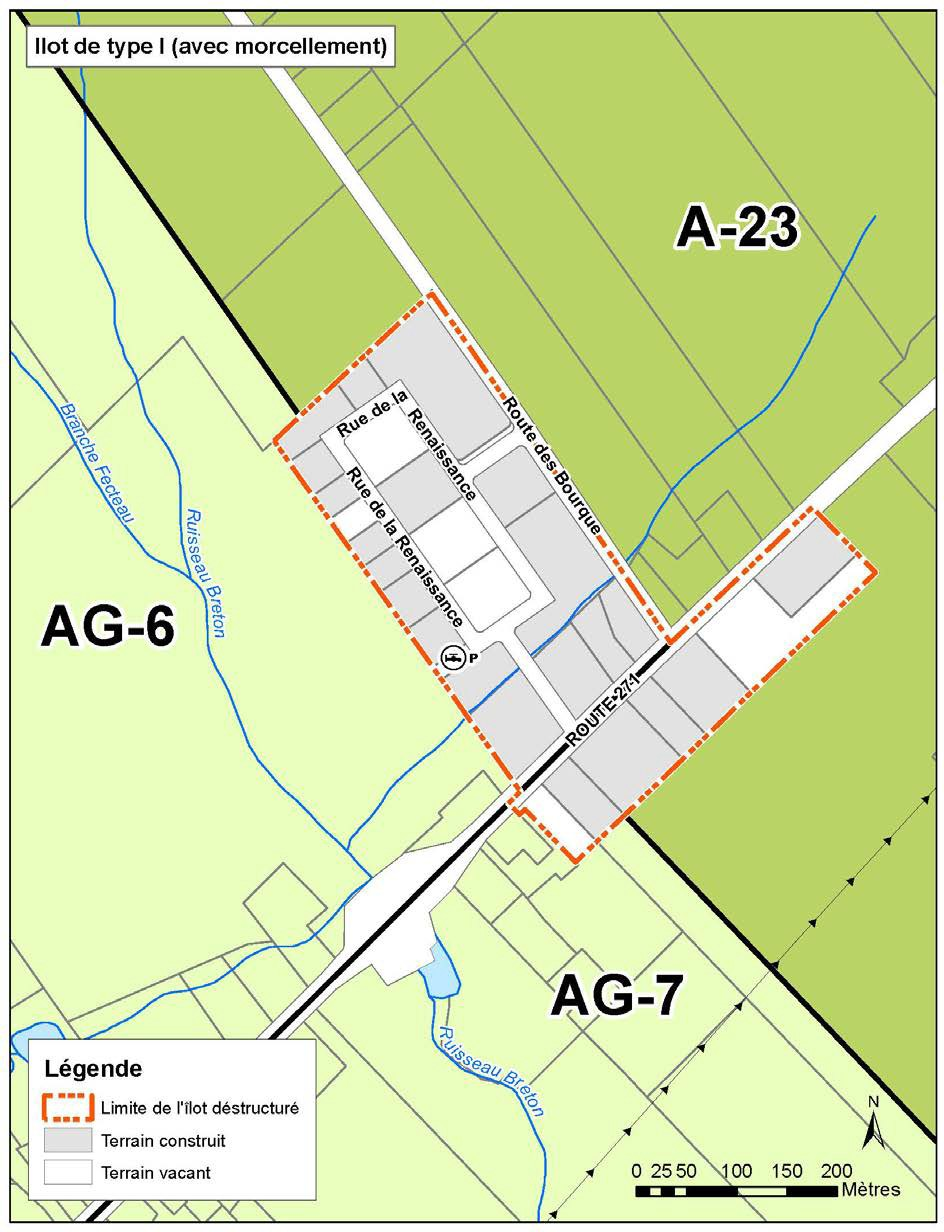 Ilot de type I (avec morcellement)
A-23
Rue de la
Renaissance
Route des Bourque
Rue de la Renaissance
Branche Fecteau
Ruisseau Breton
AG-6
P
ROUTE 271
AG-7
Ruisseau Breton
Légende
Limite de l'îlot déstructuré
Terrain construit
Terrain vacant
N
0 25 50 100 150 200
Mètres